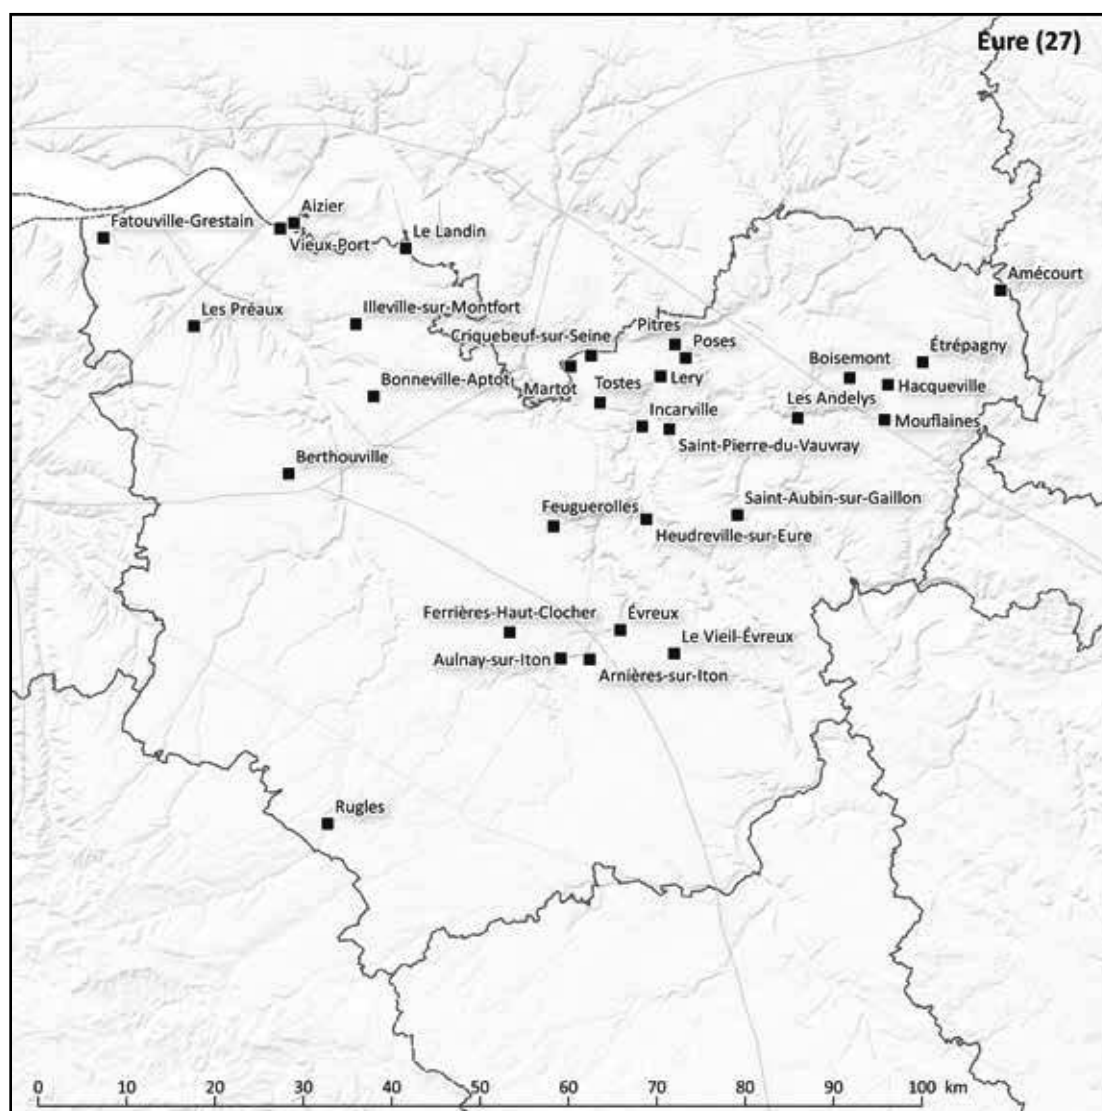 Eure (27)
Aizier
Fatouville-Grestain
Vieux-Port
Le Landin
Amécourt
Les Préaux
Illeville-sur-Montfort
Pitres
Criquebeuf-sur-Seine
Poses
Étrépagny
Boisemont
Bonneville-Aptot
Martot
Tostes
Lery
Hacqueville
Les Andelys
Incarville
Mouflaines
Saint-Pierre-du-Vauvray
Berthouville
Saint-Aubin-sur-Gaillon
Feuguerolles
Heudreville-sur-Eure
Ferrières-Haut-Clocher
Évreux
Le Vieil-Évreux
Aulnay-sur-Iton
Arnières-sur-Iton
Rugles
0 10 20 30 40 50 60 70 80 90 100 km